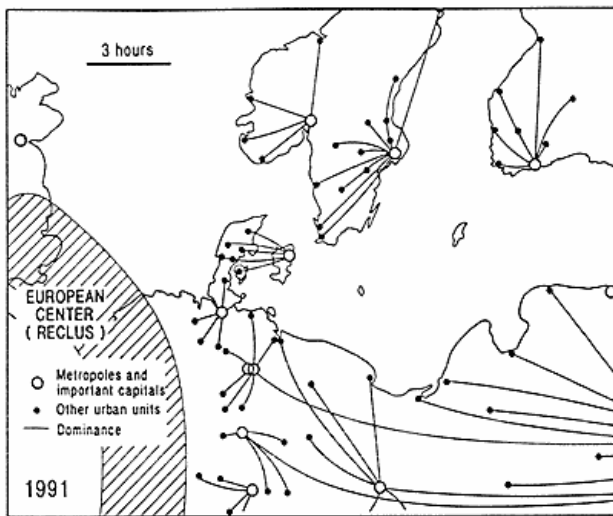 3 hours
EUROPEAN
CENTER
( RECLUS )
Metropoles and
important capitals
Other urban units
Dominance
1991